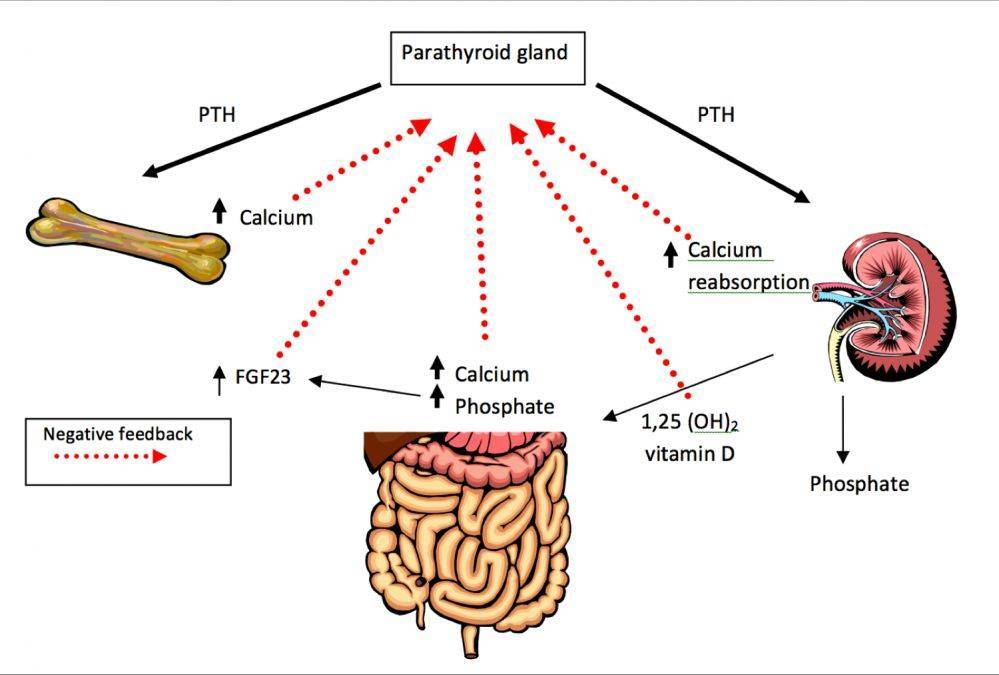 Parathyroid gland
PTH
PTH
Calcium
Calcium
reabsorption
FGF23
Calcium
Phosphate
1,25 (OH)₂
vitamin D
Negative feedback
Phosphate